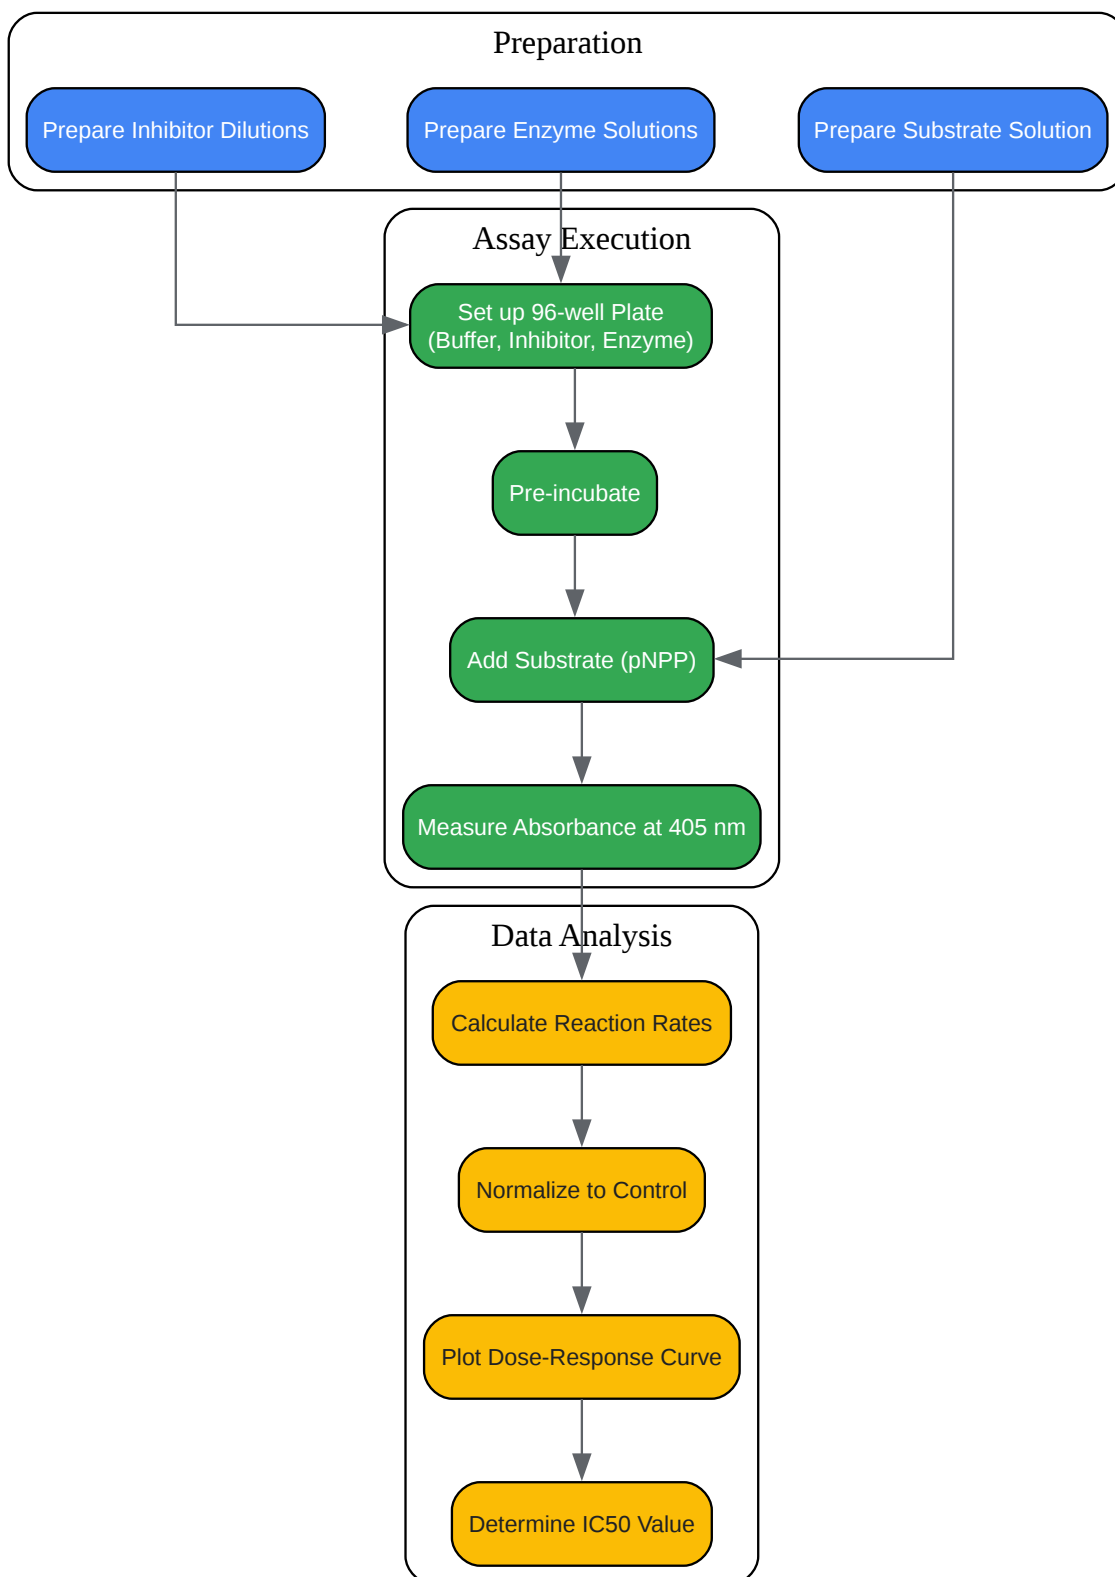 Preparation
Prepare Inhibitor Dilutions
Prepare Enzyme Solutions
Prepare Substrate Solution
Assay Execution
Set up 96-well Plate
(Buffer, Inhibitor, Enzyme)
Pre-incubate
Add Substrate (pNPP)
Measure Absorbance at 405 nm
Data Analysis
Calculate Reaction Rates
Normalize to Control
Plot Dose-Response Curve
Determine IC50 Value